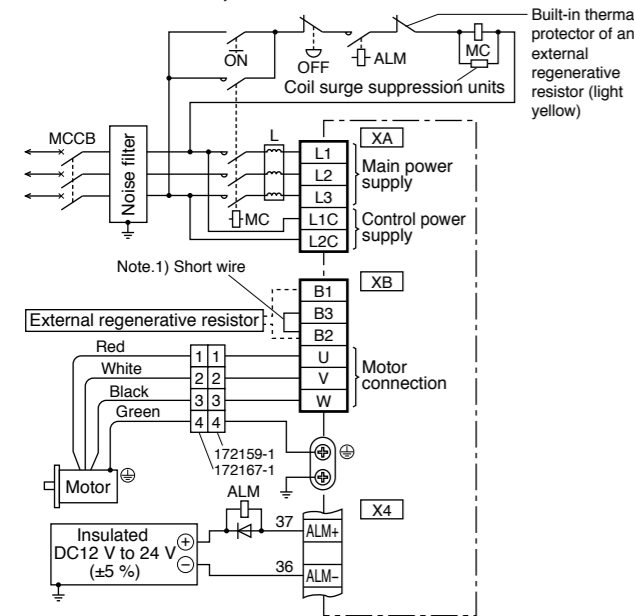 Built-in therma
protector of an
external
regenerative
resistor (light
yellow)
ON
OFF
ALM
MC
Coil surge suppression units
MCCB
Noise filter
L
MC
XA
L1
L2
L3
L1C
L2C
Main power
supply
Control power
supply
Note.1) Short wire
XB
B1
B3
B2
U
V
W
External regenerative resistor
Motor
connection
Red
White
Black
Green
1 1
2 2
3 3
4 4
172159-1
172167-1
Motor
ALM
X4
Insulated
DC12 V to 24 V
(±5 %)
+
−
37
ALM+
36
ALM−